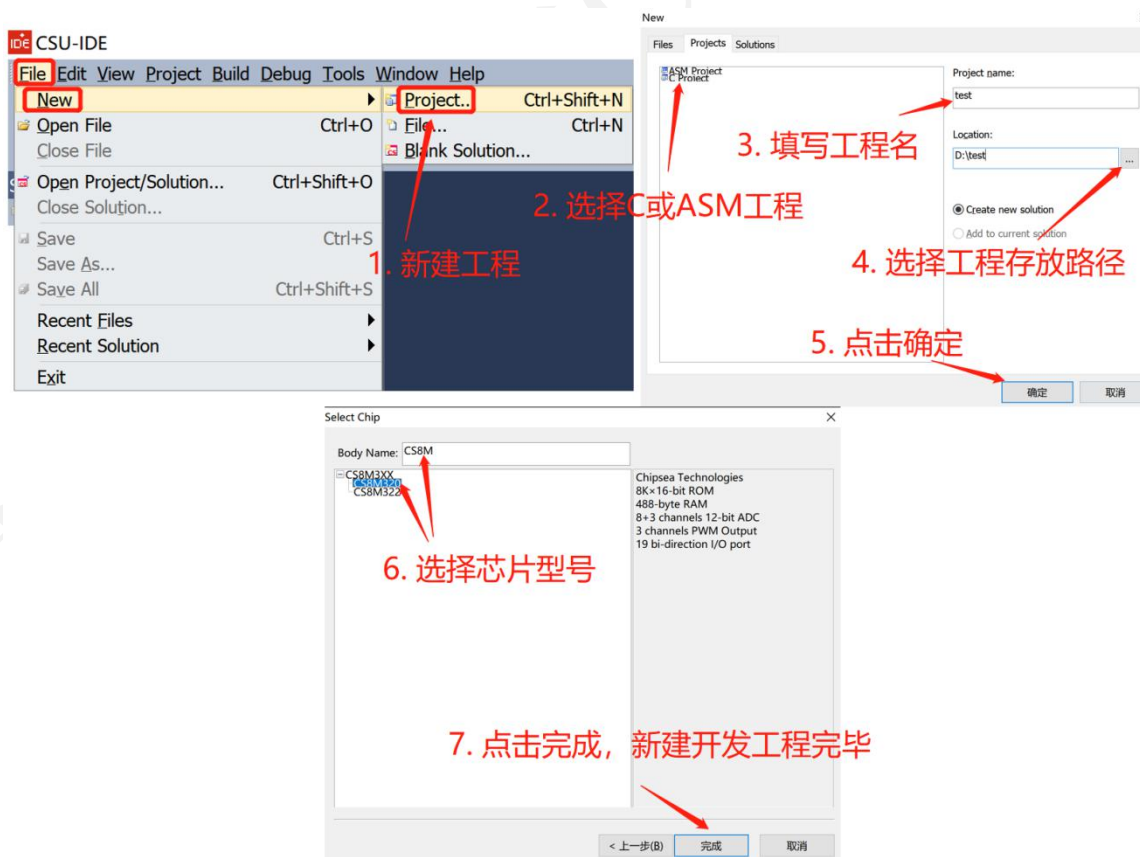 IDE CSU-IDE
File Edit View Project Build Debug Tools Window Help
New
Project.. Ctrl+Shift+N
Open File Ctrl+O
File... Ctrl+N
Close File
Blank Solution...
Open Project/Solution... Ctrl+Shift+O
Close Solution...
Save Ctrl+S
Save As...
Save All Ctrl+Shift+S
Recent Files
Recent Solution
Exit
1. 新建工程
New
Files Projects Solutions
ASM Project
C Project
Project name:
test
Location:
D:\test
...
Create new solution
Add to current solution
2. 选择C或ASM工程
3. 填写工程名
4. 选择工程存放路径
5. 点击确定
确定 取消
Select Chip
Body Name: CS8M
CS8M3XX
CS8M320
CS8M322
Chipsea Technologies
8K×16-bit ROM
488-byte RAM
8+3 channels 12-bit ADC
3 channels PWM Output
19 bi-direction I/O port
6. 选择芯片型号
7. 点击完成，新建开发工程完毕
< 上一步(B) 完成 取消